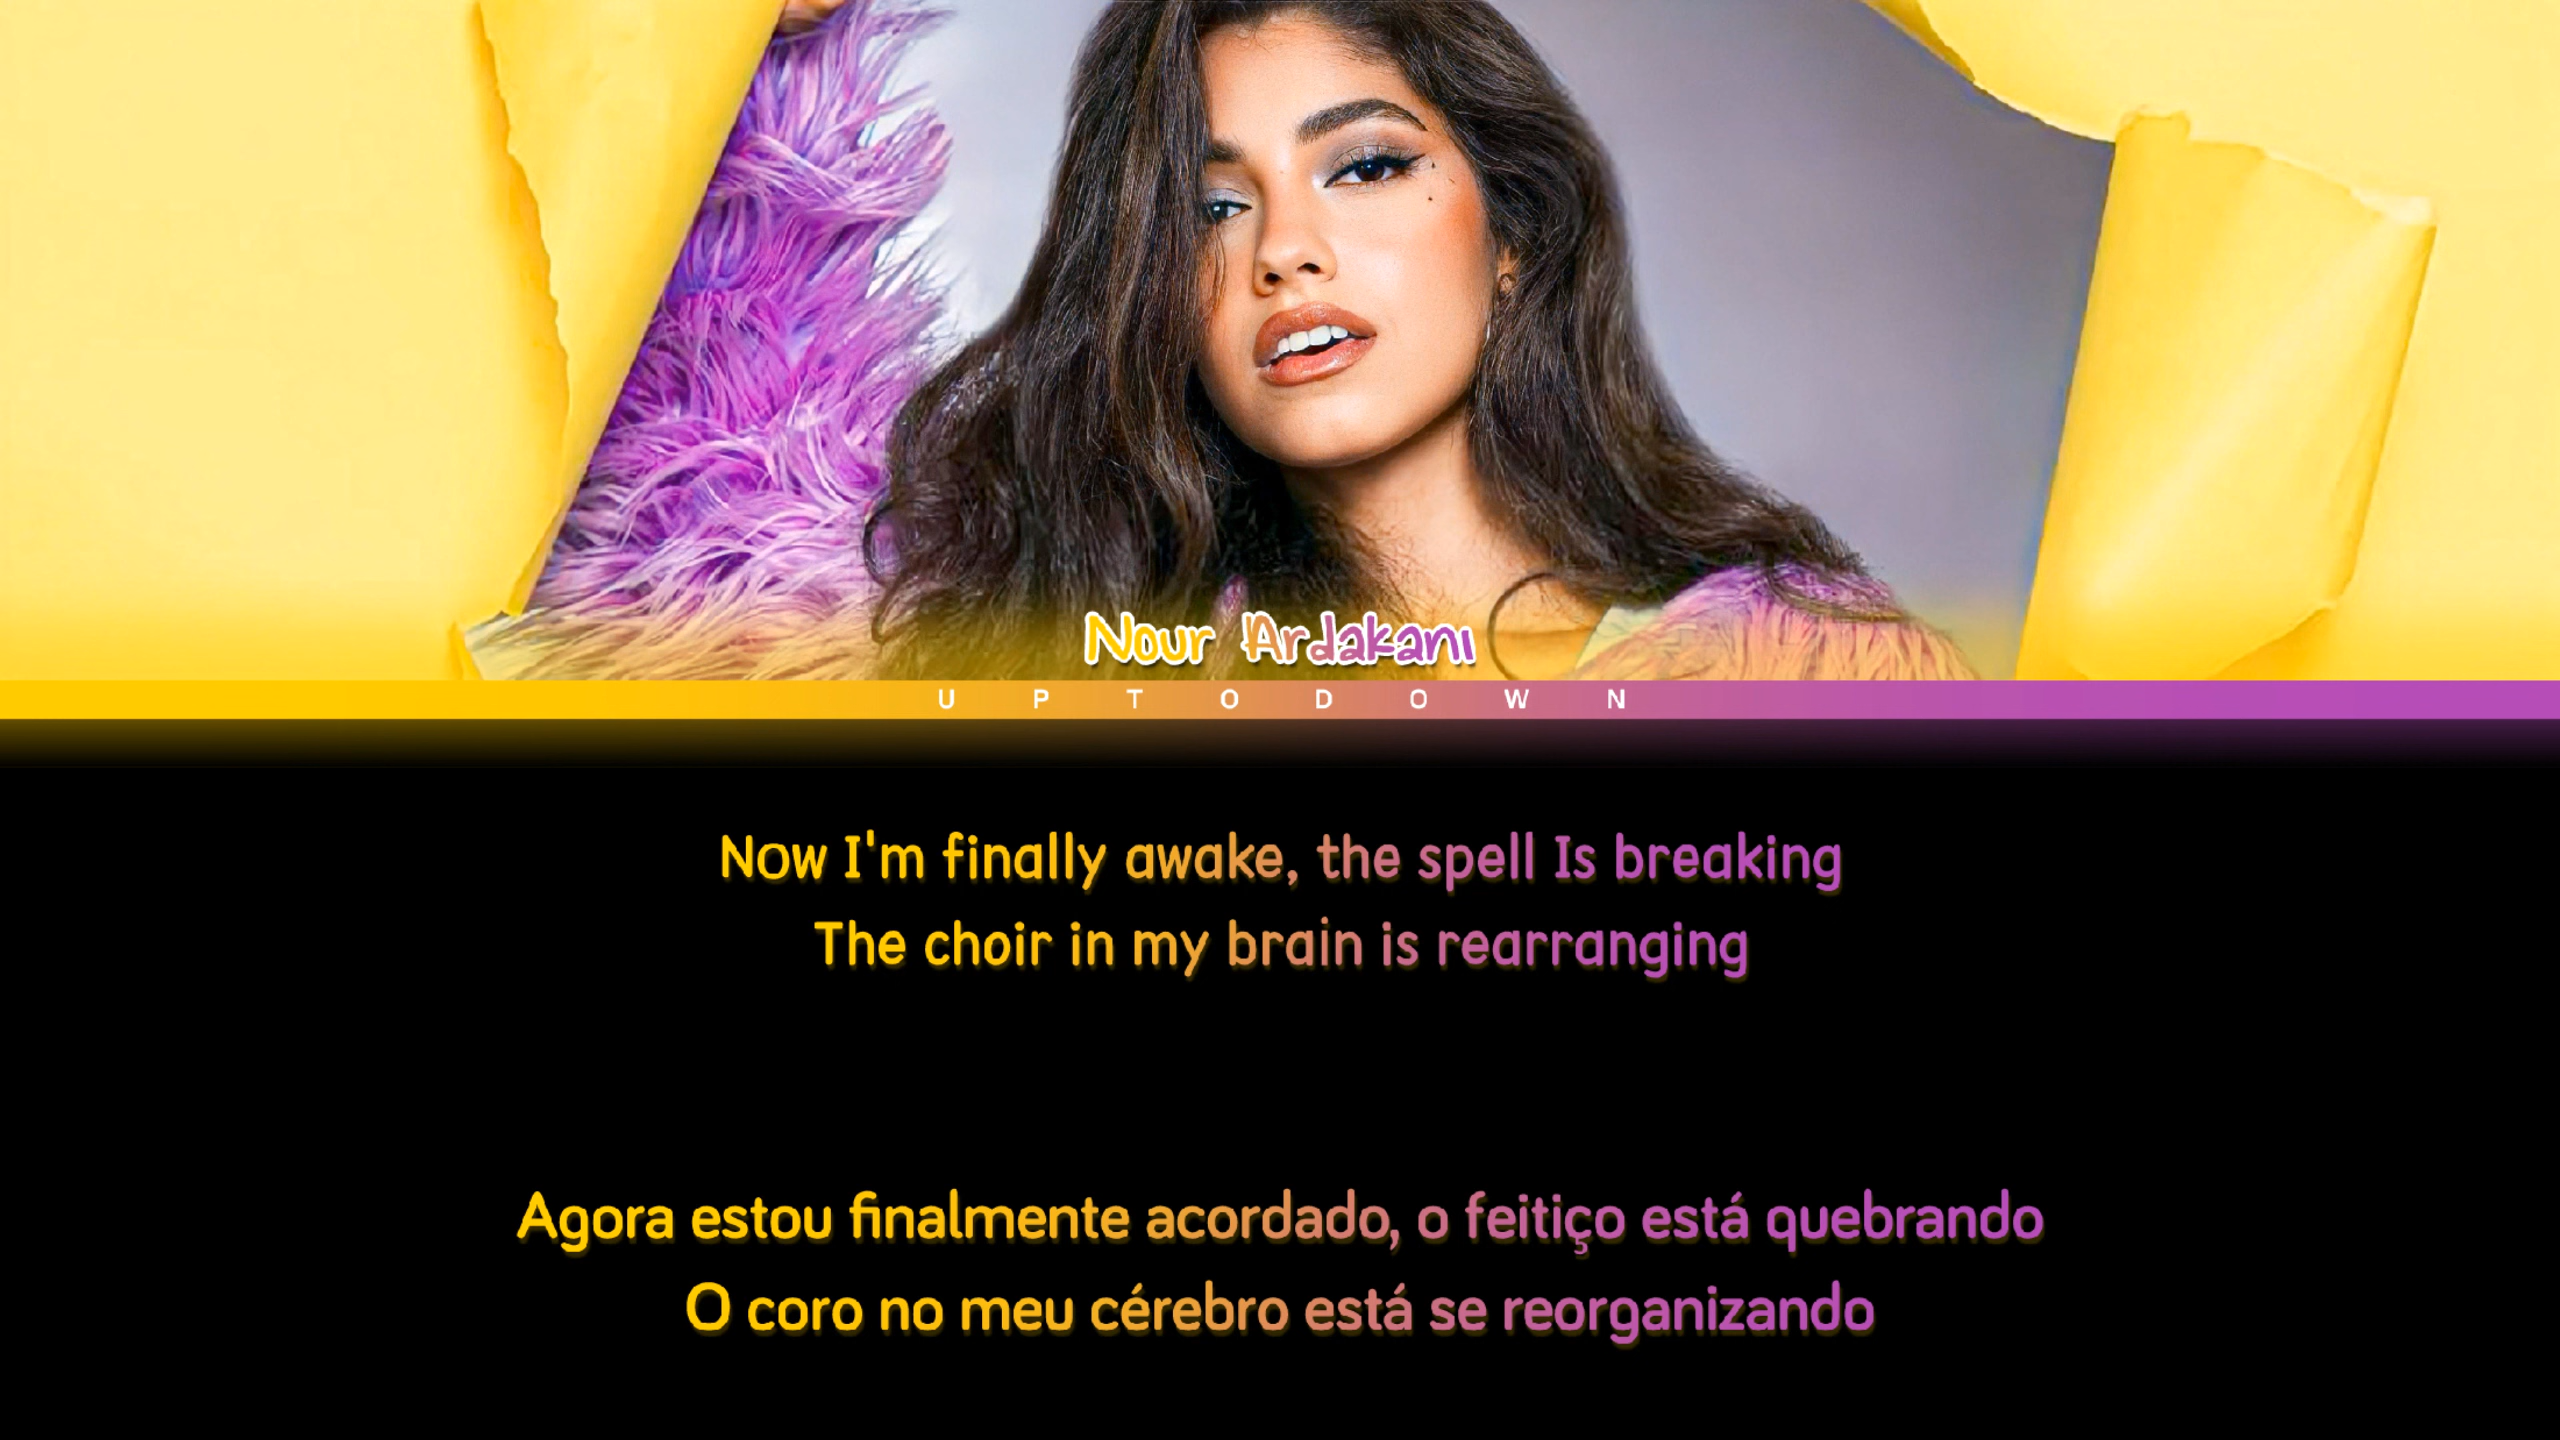 Nour Ardakani
UPTODOWN
Now I'm finally awake, the spell Is breaking
The choir in my brain is rearranging
Agora estou finalmente acordado, o feitiço está quebrando
O coro no meu cérebro está se reorganizando